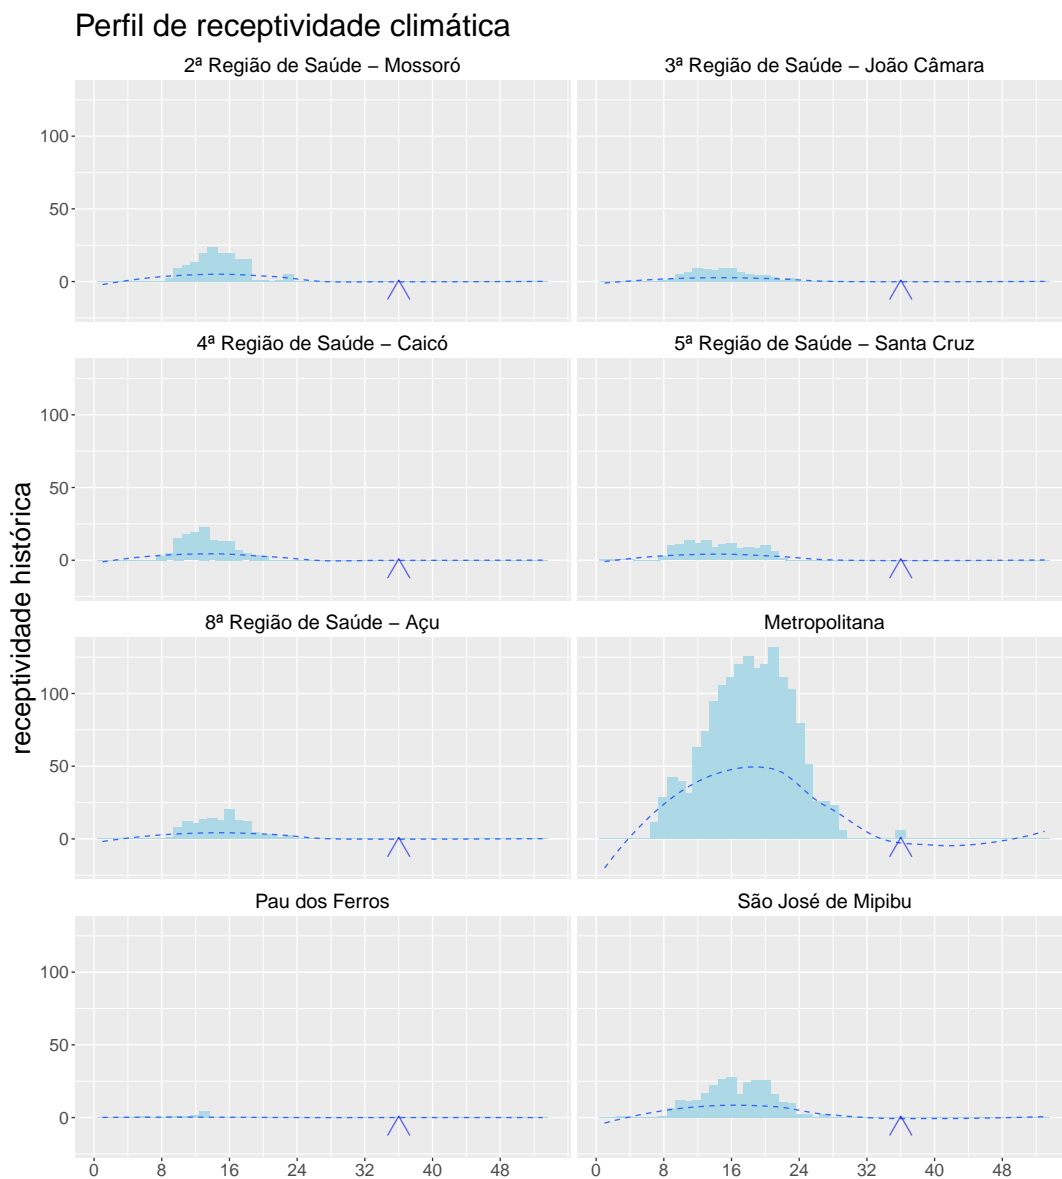 Perfil de receptividade climática
2ª Região de Saúde − Mossoró
3ª Região de Saúde − João Câmara
100
50
0
4ª Região de Saúde − Caicó
5ª Região de Saúde − Santa Cruz
100
50
0
receptividade histórica
8ª Região de Saúde − Açu
Metropolitana
100
50
0
Pau dos Ferros
São José de Mipibu
100
50
0
0 8 16 24 32 40 48
0 8 16 24 32 40 48